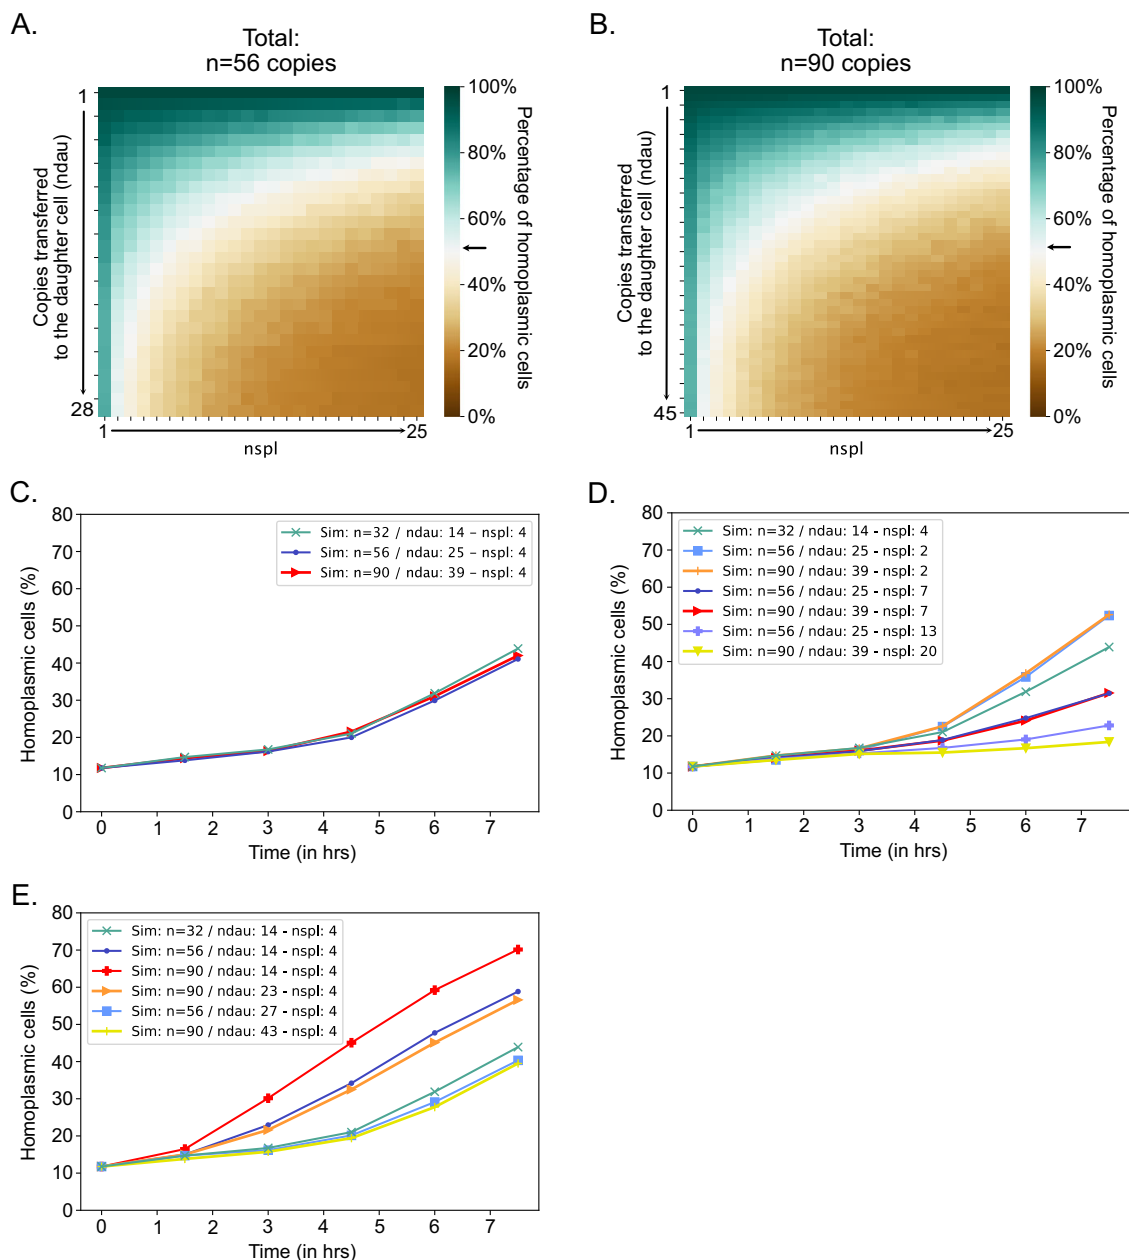 A.
Total:
n=56 copies
1
Copies transferred
to the daughter cell (ndau)
28
1
25
nspl
100%
80%
60%
40%
20%
0%
Percentage of homoplasmic cells
B.
Total:
n=90 copies
1
Copies transferred
to the daughter cell (ndau)
45
1
25
nspl
100%
80%
60%
40%
20%
0%
Percentage of homoplasmic cells
C.
Homoplasmic cells (%)
80
70
60
50
40
30
20
10
0
Sim: n=32 / ndau: 14 – nspl: 4
Sim: n=56 / ndau: 25 – nspl: 4
Sim: n=90 / ndau: 39 – nspl: 4
0 1 2 3 4 5 6 7
Time (in hrs)
D.
Homoplasmic cells (%)
80
70
60
50
40
30
20
10
0
Sim: n=32 / ndau: 14 - nspl: 4
Sim: n=56 / ndau: 25 - nspl: 2
Sim: n=90 / ndau: 39 - nspl: 2
Sim: n=56 / ndau: 25 - nspl: 7
Sim: n=90 / ndau: 39 - nspl: 7
Sim: n=56 / ndau: 25 - nspl: 13
Sim: n=90 / ndau: 39 - nspl: 20
0 1 2 3 4 5 6 7
Time (in hrs)
E.
Homoplasmic cells (%)
80
70
60
50
40
30
20
10
0
Sim: n=32 / ndau: 14 - nspl: 4
Sim: n=56 / ndau: 14 - nspl: 4
Sim: n=90 / ndau: 14 - nspl: 4
Sim: n=90 / ndau: 23 - nspl: 4
Sim: n=56 / ndau: 27 - nspl: 4
Sim: n=90 / ndau: 43 - nspl: 4
0 1 2 3 4 5 6 7
Time (in hrs)